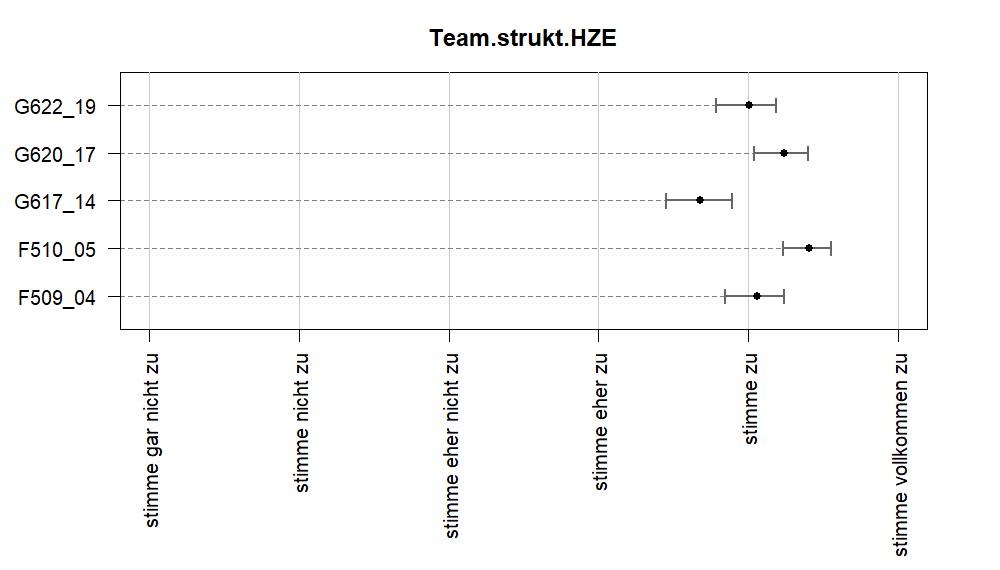 Team.strukt.HZE
G622_19
G620_17
G617_14
F510_05
F509_04
stimme gar nicht zu
stimme nicht zu
stimme eher nicht zu
stimme eher zu
stimme zu
stimme vollkommen zu